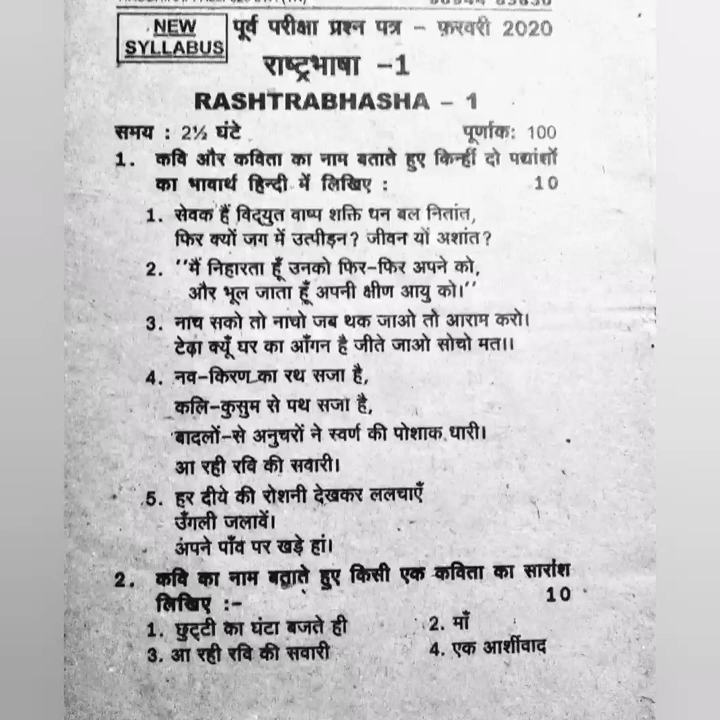 NEW
SYLLABUS
पूर्व परीक्षा प्रश्न पत्र – फ़रवरी 2020
राष्ट्रभाषा –1
RASHTRABHASHA – 1
समय : 2½ घंटे पूर्णांक: 100
1. कवि और कविता का नाम बताते हुए किन्हीं दो पद्यांशों
का भावार्थ हिन्दी में लिखिए : 10
1. सेवक हैं विद्युत वाष्प शक्ति धन बल नितांत,
फिर क्यों जग में उत्पीड़न? जीवन यों अशांत?
2. ''मैं निहारता हूँ उनको फिर-फिर अपने को,
और भूल जाता हूँ अपनी क्षीण आयु को।''
3. नाच सको तो नाचो जब थक जाओ तो आराम करो।
टेढ़ा क्यूँ घर का आँगन है जीते जाओ सोचो मत।।
4. नव-किरण का रथ सजा है,
कलि-कुसुम से पथ सजा है,
बादलों-से अनुचरों ने स्वर्ण की पोशाक धारी।
आ रही रवि की सवारी।
5. हर दीये की रोशनी देखकर ललचाएँ
उँगली जलावें।
अपने पाँव पर खड़े हां।
2. कवि का नाम बताते हुए किसी एक कविता का सारांश
लिखिए :- 10
1. छुट्टी का घंटा बजते ही 2. माँ
3. आ रही रवि की सवारी 4. एक आर्शीवाद